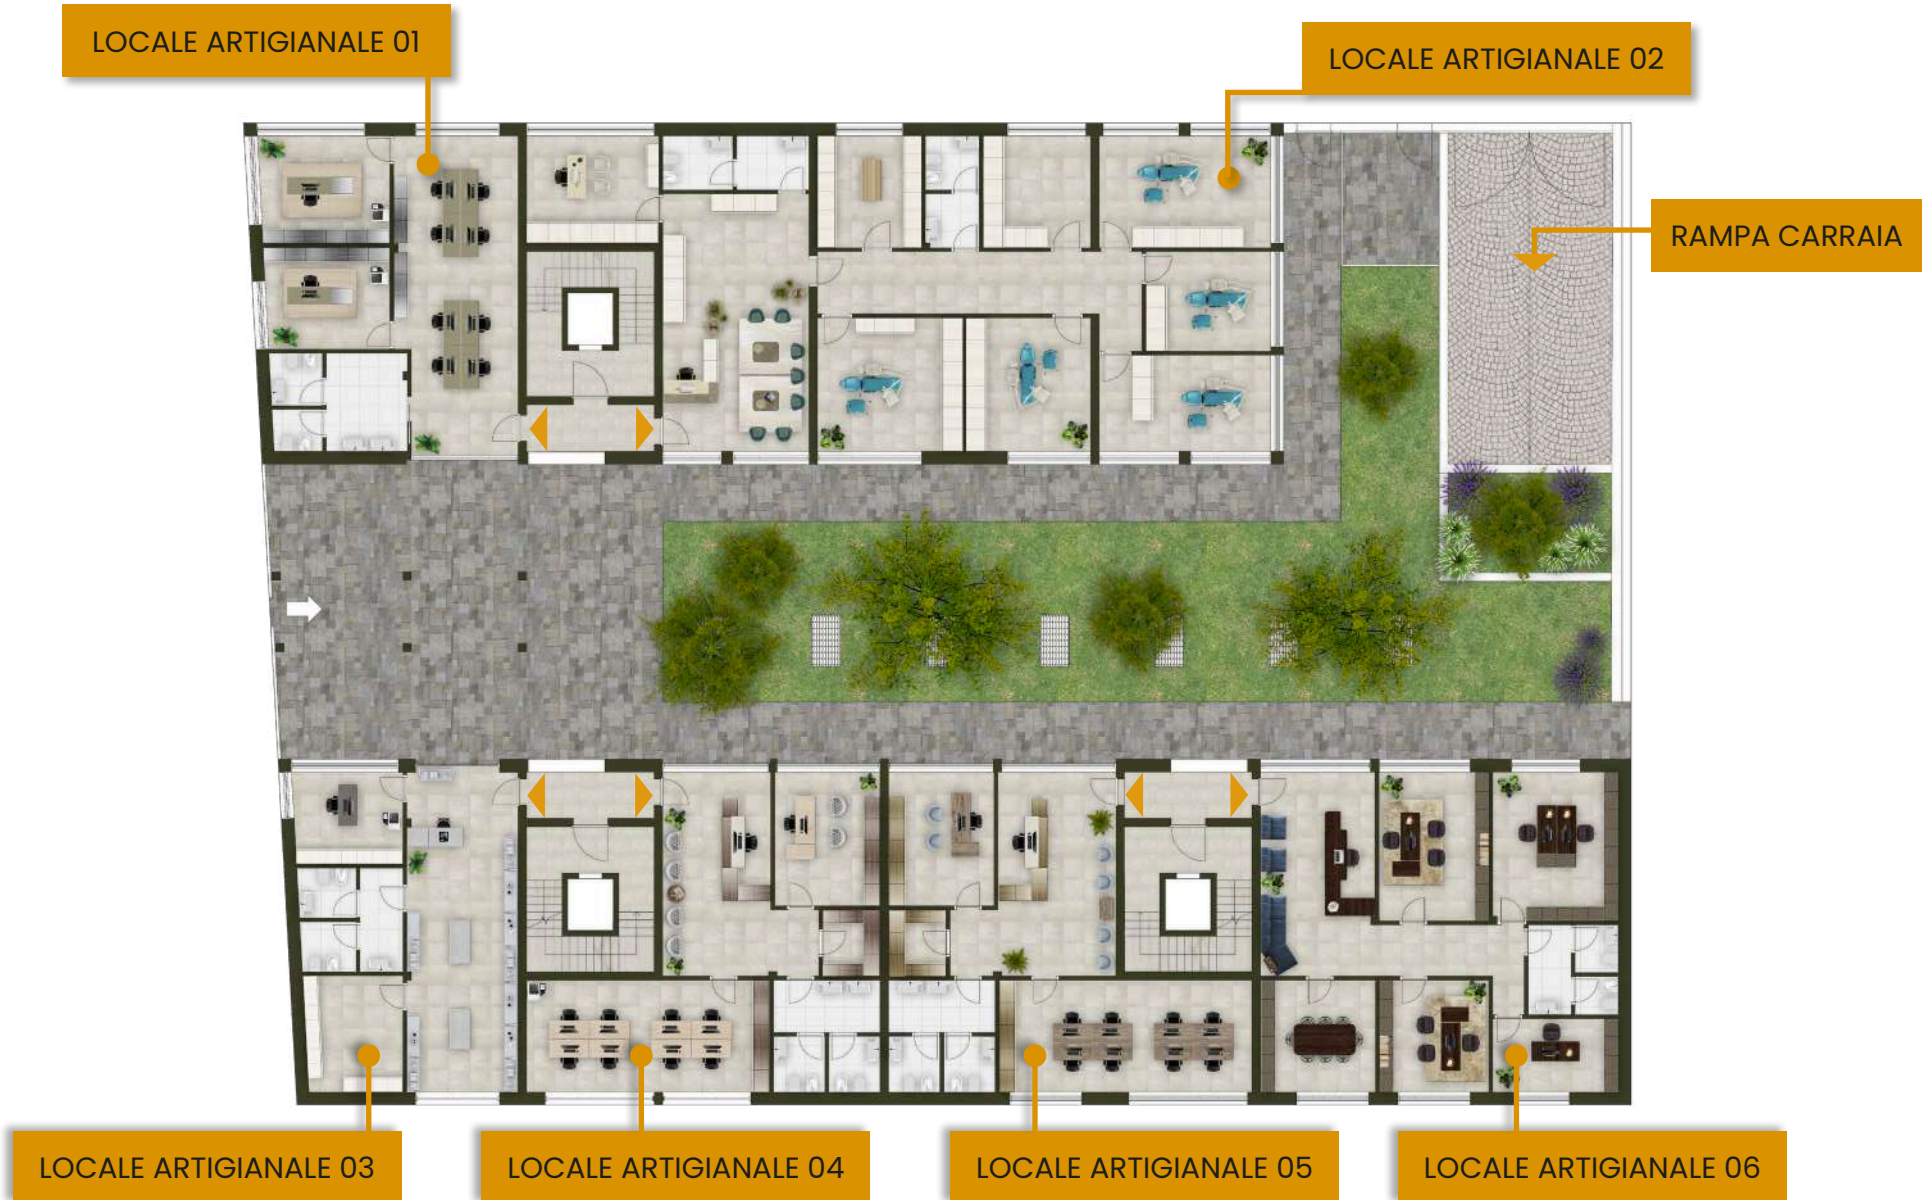 LOCALE ARTIGIANALE 01
LOCALE ARTIGIANALE 02
RAMPA CARRAIA
LOCALE ARTIGIANALE 03
LOCALE ARTIGIANALE 04
LOCALE ARTIGIANALE 05
LOCALE ARTIGIANALE 06